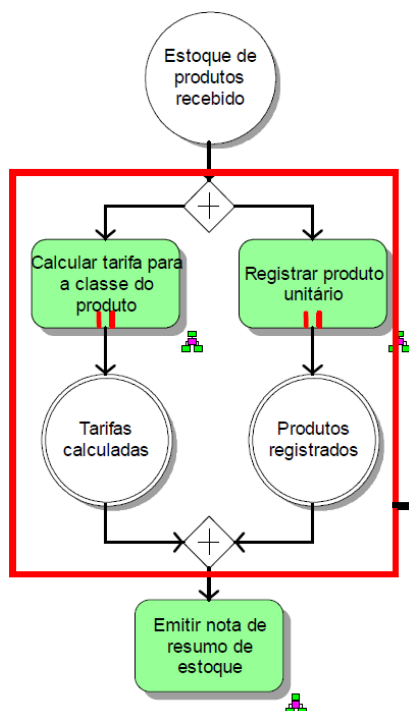 Estoque de
produtos
recebido
Calcular tarifa para
a classe do
produto
Registrar produto
unitário
Tarifas
calculadas
Produtos
registrados
Emitir nota de
resumo de
estoque